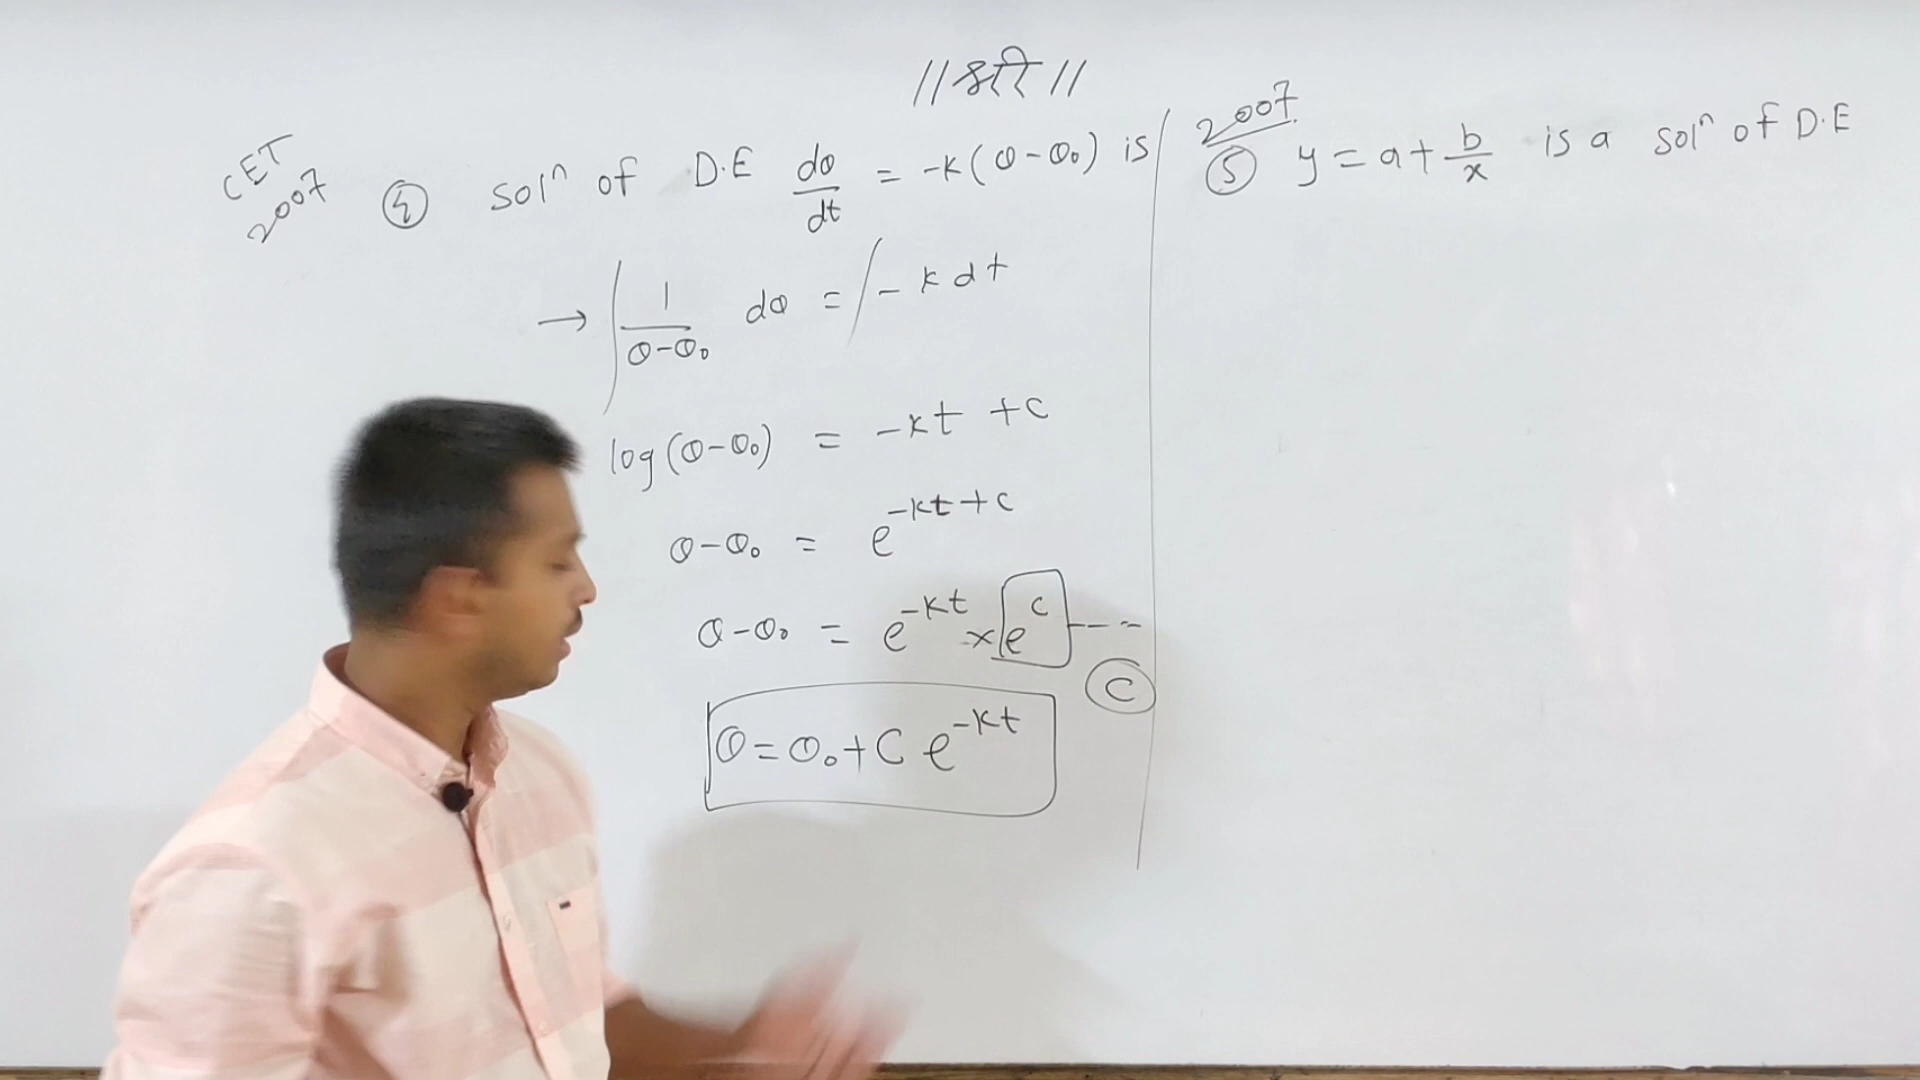 ||श्री||
CET
2007
④ solⁿ of D.E dθ/dt = -k(θ-θ₀) is
→ ∫ 1/(θ-θ₀) dθ = ∫ -k dt
log(θ-θ₀) = -kt +c
θ-θ₀ = e^(-kt+c)
θ-θ₀ = e^(-kt) × e^c ---
Ⓒ
θ=θ₀+C e^(-kt)
2007
⑤ y = a + b/x is a solⁿ of D.E